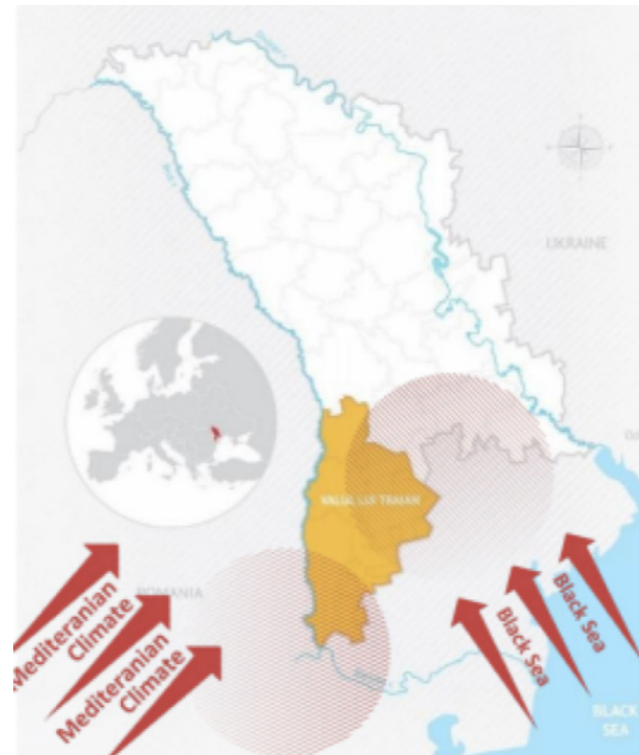 UKRAINE
VALUL LUI TRAIAN
ROMANIA
Mediteranian
Climate
Mediteranian
Climate
Black Sea
Black Sea
BLACK
SEA